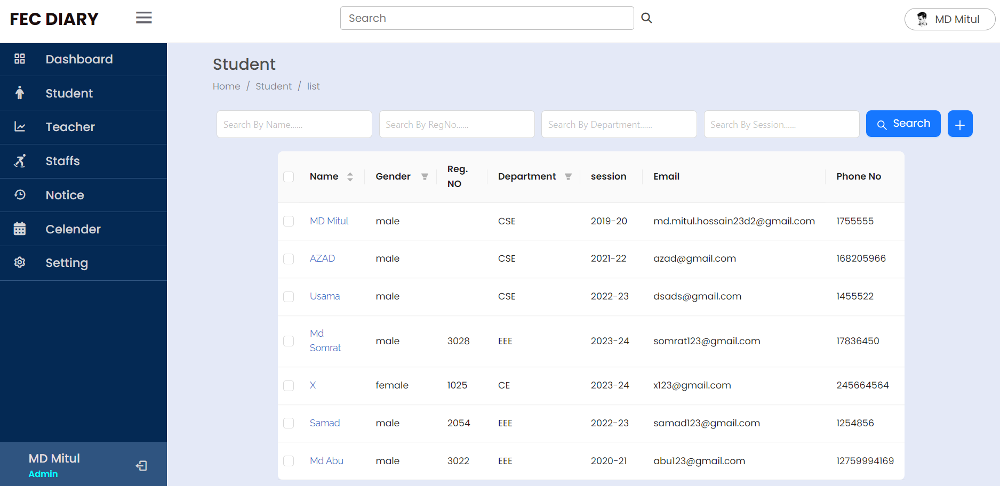 FEC DIARY
Search
MD Mitul
Dashboard
Student
Teacher
Staffs
Notice
Celender
Setting
MD Mitul
Admin
Student
Home / Student / list
Search By Name...... Search By RegNo...... Search By Department...... Search By Session...... Search +
Name Gender Reg. NO Department session Email Phone No
MD Mitul male CSE 2019-20 md.mitul.hossain23d2@gmail.com 1755555
AZAD male CSE 2021-22 azad@gmail.com 168205966
Usama male CSE 2022-23 dsads@gmail.com 1455522
Md Somrat male 3028 EEE 2023-24 somrat123@gmail.com 17836450
X female 1025 CE 2023-24 x123@gmail.com 245664564
Samad male 2054 EEE 2022-23 samad123@gmail.com 1254856
Md Abu male 3022 EEE 2020-21 abu123@gmail.com 12759994169